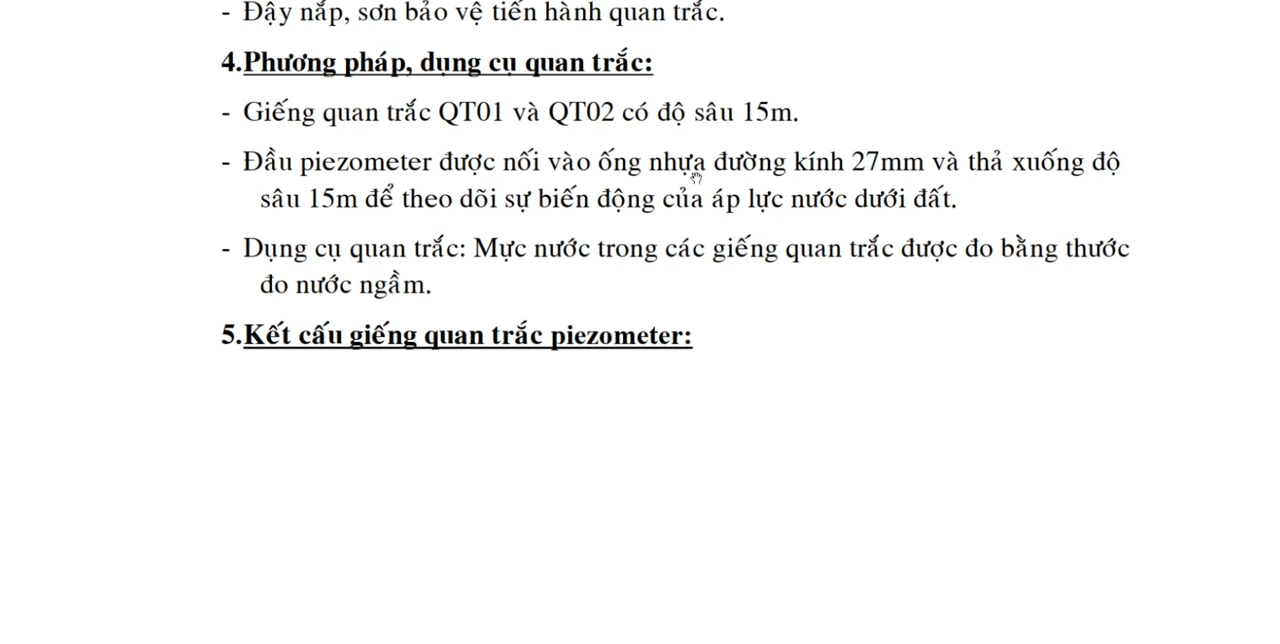 - Đậy nắp, sơn bảo vệ tiến hành quan trắc.
4.Phương pháp, dụng cụ quan trắc:
- Giếng quan trắc QT01 và QT02 có độ sâu 15m.
- Đầu piezometer được nối vào ống nhựa đường kính 27mm và thả xuống độ
sâu 15m để theo dõi sự biến động của áp lực nước dưới đất.
- Dụng cụ quan trắc: Mực nước trong các giếng quan trắc được đo bằng thước
đo nước ngầm.
5.Kết cấu giếng quan trắc piezometer: